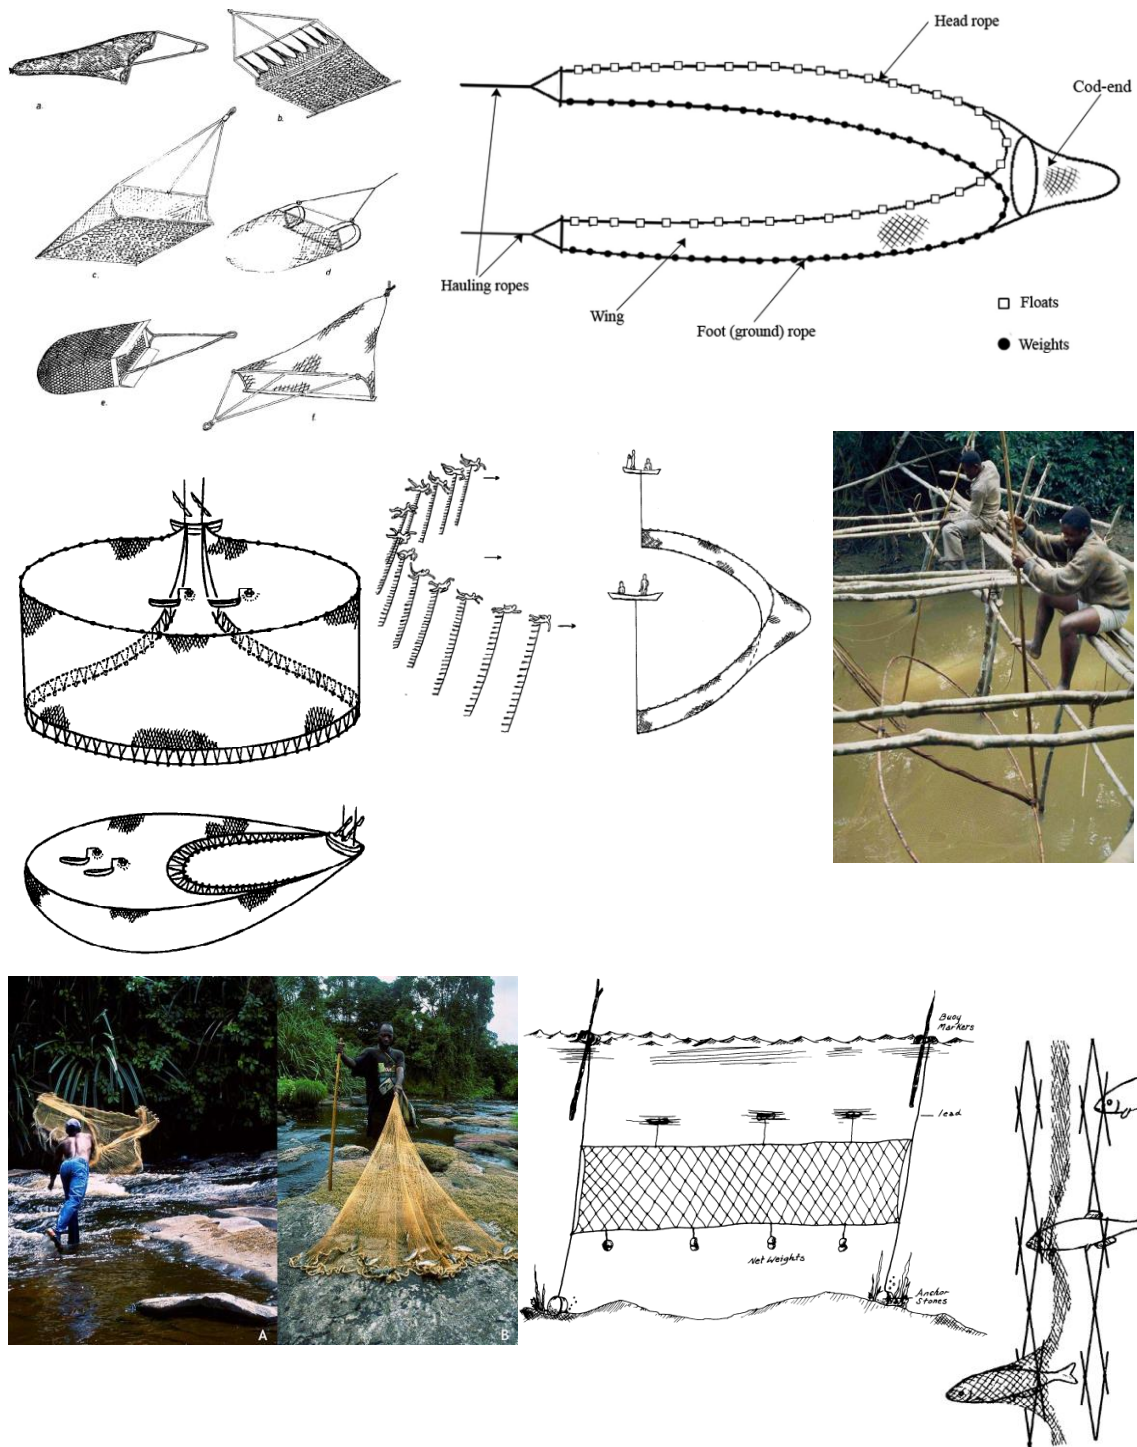 a.
b.
c.
d
e.
f.
Head rope
Cod-end
Hauling ropes
Wing
Foot (ground) rope
Floats
Weights
A
B
Buoy
Markers
lead
Net Weights
Anchor
Stones